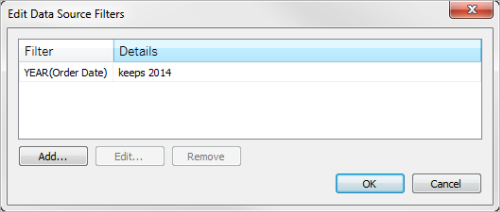 Edit Data Source Filters
Filter Details
YEAR(Order Date) keeps 2014
Add... Edit... Remove
OK Cancel